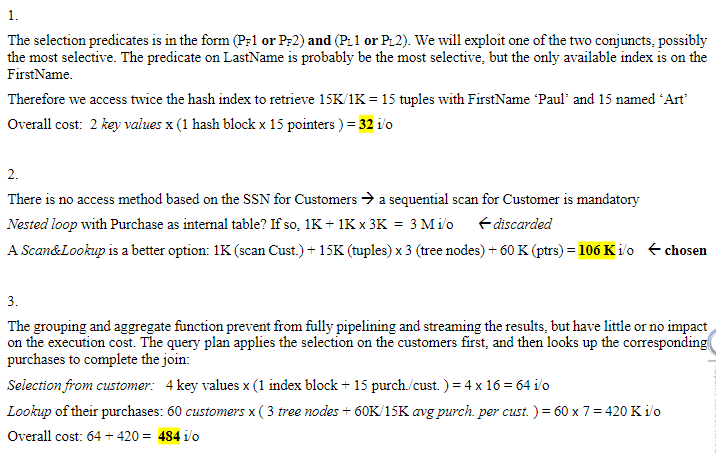 1.
The selection predicates is in the form (PF1 or PF2) and (PL1 or PL2). We will exploit one of the two conjuncts, possibly
the most selective. The predicate on LastName is probably be the most selective, but the only available index is on the
FirstName.
Therefore we access twice the hash index to retrieve 15K/1K = 15 tuples with FirstName ‘Paul’ and 15 named ‘Art’
Overall cost: 2 key values x (1 hash block x 15 pointers ) = 32 i/o
2.
There is no access method based on the SSN for Customers → a sequential scan for Customer is mandatory
Nested loop with Purchase as internal table? If so, 1K + 1K x 3K = 3 M i/o ← discarded
A Scan&Lookup is a better option: 1K (scan Cust.) + 15K (tuples) x 3 (tree nodes) + 60 K (ptrs) = 106 K i/o ← chosen
3.
The grouping and aggregate function prevent from fully pipelining and streaming the results, but have little or no impact
on the execution cost. The query plan applies the selection on the customers first, and then looks up the corresponding
purchases to complete the join:
Selection from customer: 4 key values x (1 index block + 15 purch./cust. ) = 4 x 16 = 64 i/o
Lookup of their purchases: 60 customers x ( 3 tree nodes + 60K/15K avg purch. per cust. ) = 60 x 7 = 420 K i/o
Overall cost: 64 + 420 = 484 i/o